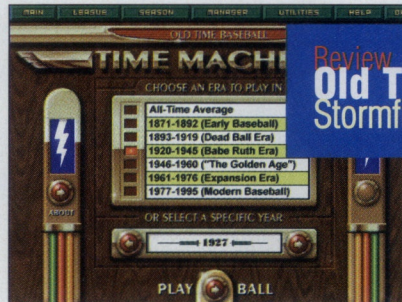 MAIN LEAGUE SEASON MANAGER UTILITIES HELP
OLD TIME BASEBALL
TIME MACHI
Review
Old T
Stormf
CHOOSE AN ERA TO PLAY IN
All-Time Average
1871-1892 (Early Baseball)
1893-1919 (Dead Ball Era)
1920-1945 (Babe Ruth Era)
1946-1960 ("The Golden Age")
1961-1976 (Expansion Era)
1977-1995 (Modern Baseball)
ABOUT
OR SELECT A SPECIFIC YEAR
1927
PLAY BALL